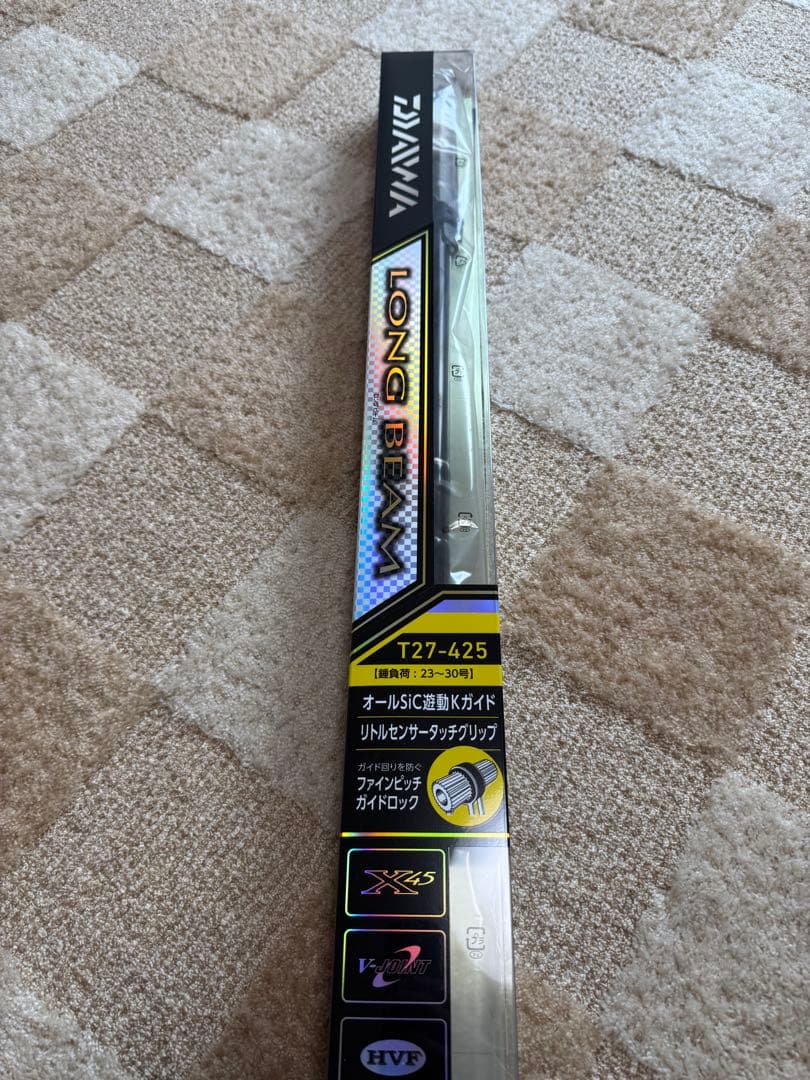 DAIWA
LONG BEAM
T27-425
【錘負荷：23〜30号】
オールSiC遊動Kガイド
リトルセンサータッチグリップ
ガイド回りを防ぐ
ファインピッチ
ガイドロック
X45
V-JOINT
HVF
プラ